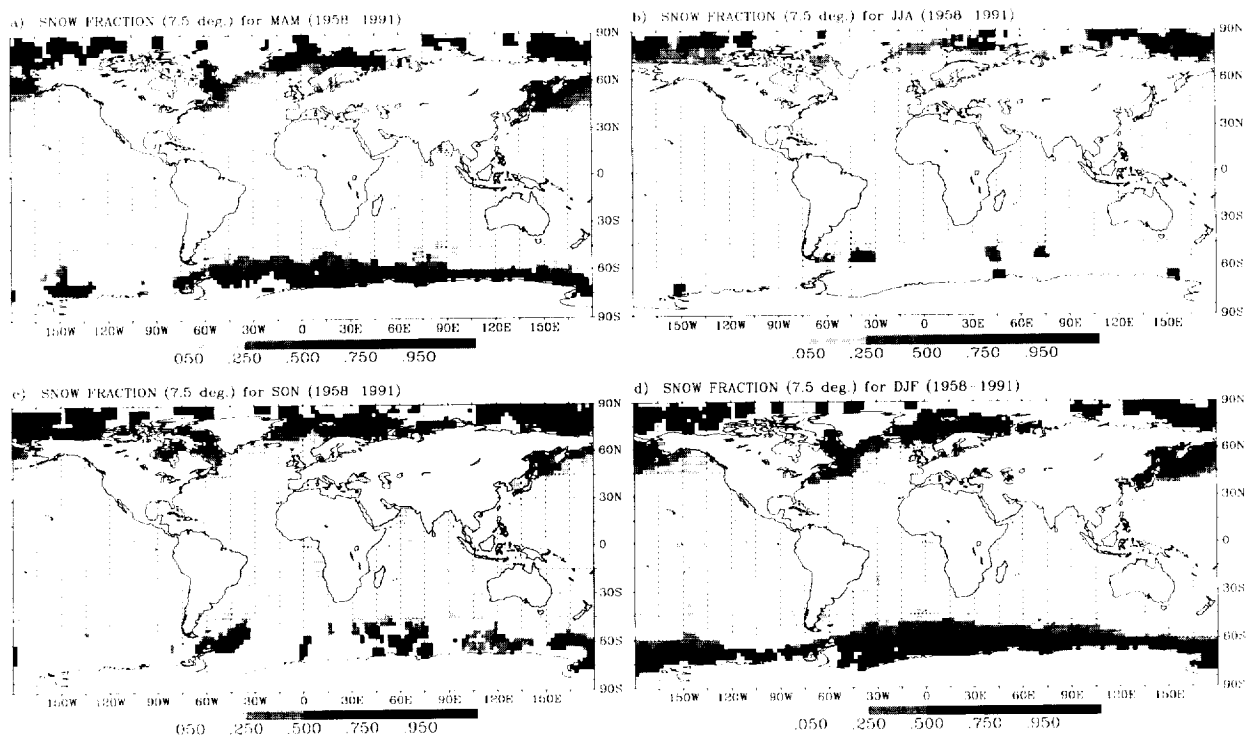 a) SNOW FRACTION (7.5 deg.) for MAM (1958 1991)
90N
60N
30N
0
30S
60S
90S
150W 120W 90W 60W 30W 0 30E 60E 90E 120E 150E
.050 .250 .500 .750 .950
b) SNOW FRACTION (7.5 deg.) for JJA (1958 1991)
90N
60N
30N
0
30S
60S
90S
150W 120W 90W 60W 30W 0 30E 60E 90E 120E 150E
.050 .250 .500 .750 .950
c) SNOW FRACTION (7.5 deg.) for SON (1958 1991)
90N
60N
30N
0
30S
60S
90S
150W 120W 90W 60W 30W 0 30E 60E 90E 120E 150E
.050 .250 .500 .750 .950
d) SNOW FRACTION (7.5 deg.) for DJF (1958-1991)
90N
60N
30N
0
30S
60S
90S
150W 120W 90W 60W 33W 0 30E 60E 90E 120E 150E
.050 .250 .500 .750 .950